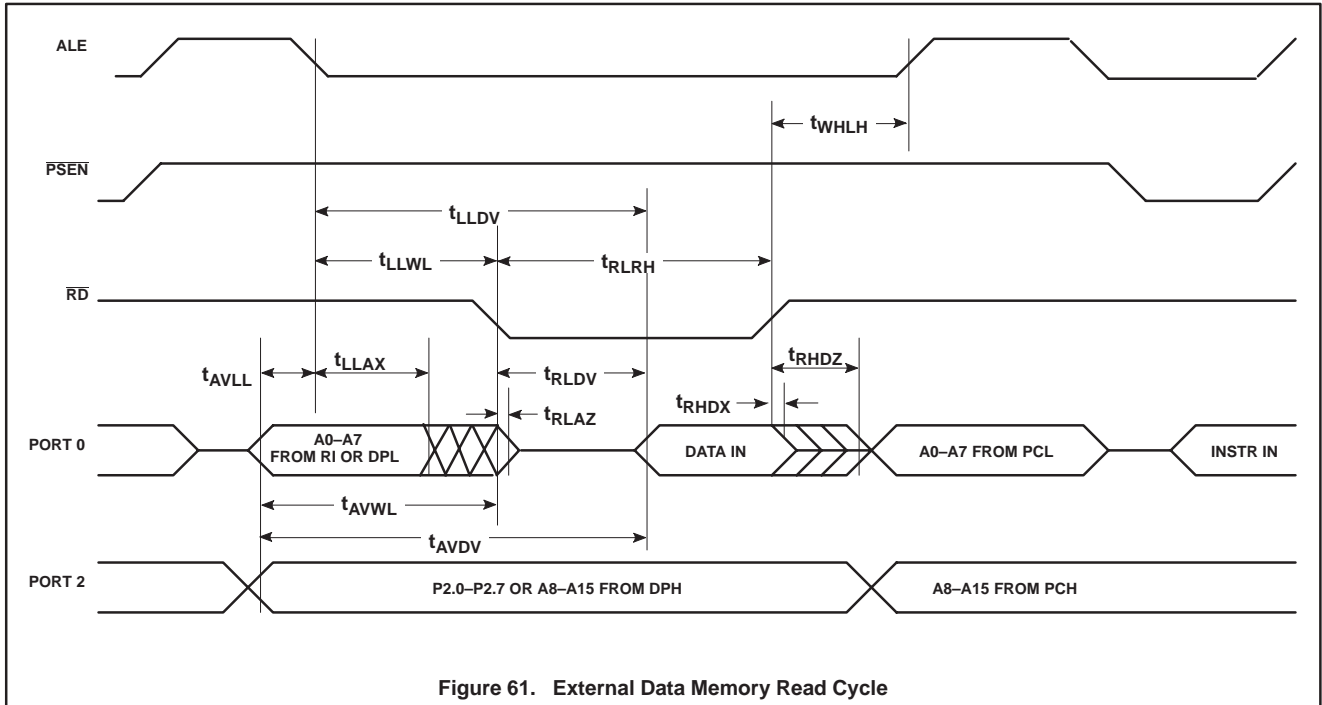 ALE
tWHLH
PSEN
tLLDV
tLLWL
tRLRH
RD
tAVLL
tLLAX
tRLDV
tRHDZ
tRLAZ
tRHDX
PORT 0
A0–A7
FROM RI OR DPL
DATA IN
A0–A7 FROM PCL
INSTR IN
tAVWL
tAVDV
PORT 2
P2.0–P2.7 OR A8–A15 FROM DPH
A8–A15 FROM PCH
Figure 61. External Data Memory Read Cycle